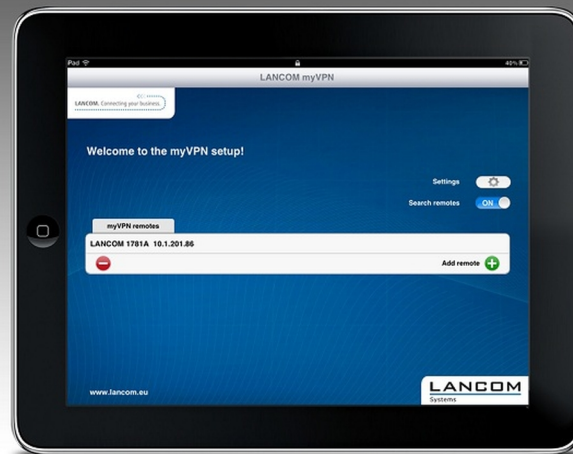 Pad
40%
LANCOM myVPN
LANCOM. Connecting your business.
Welcome to the myVPN setup!
Settings
Search remotes ON
myVPN remotes
LANCOM 1781A 10.1.201.86
Add remote
www.lancom.eu
LANCOM
Systems